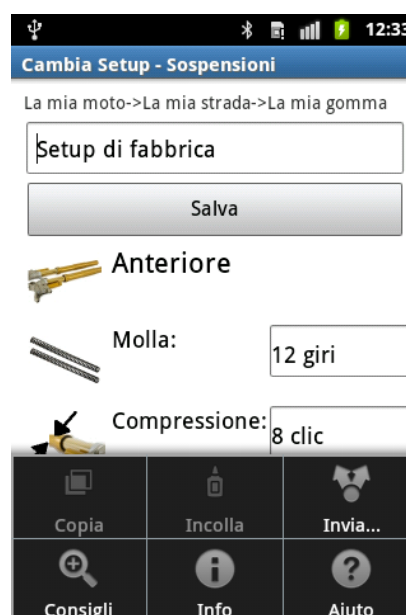 12:33
Cambia Setup - Sospensioni
La mia moto->La mia strada->La mia gomma
Setup di fabbrica
Salva
Anteriore
Molla:
12 giri
Compressione:
8 clic
Copia Incolla Invia...
Consigli Info Aiuto